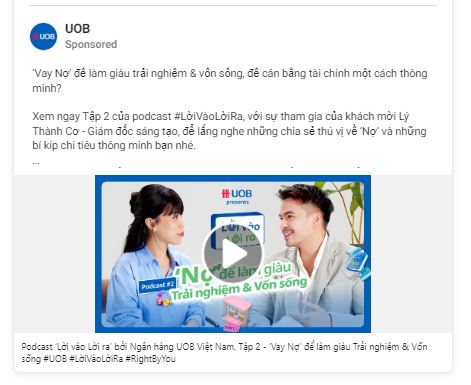 UOB
UOB
Sponsored
'Vay Nợ' để làm giàu trải nghiệm & vốn sống, để cân bằng tài chính một cách thông
minh?
Xem ngay Tập 2 của podcast #LờiVàoLờiRa, với sự tham gia của khách mời Lý
Thành Cơ - Giám đốc sáng tạo, để lắng nghe những chia sẻ thú vị về 'Nợ' và những
bí kíp chi tiêu thông minh bạn nhé.
...
UOB
presents
Lời vào
Lời ra
'Nợ' để làm giàu
Podcast #2
Trải nghiệm & Vốn sống
Podcast 'Lời vào Lời ra' bởi Ngân hàng UOB Việt Nam. Tập 2 - 'Vay Nợ' để làm giàu Trải nghiệm & Vốn
sống #UOB #LờiVàoLờiRa #RightByYou